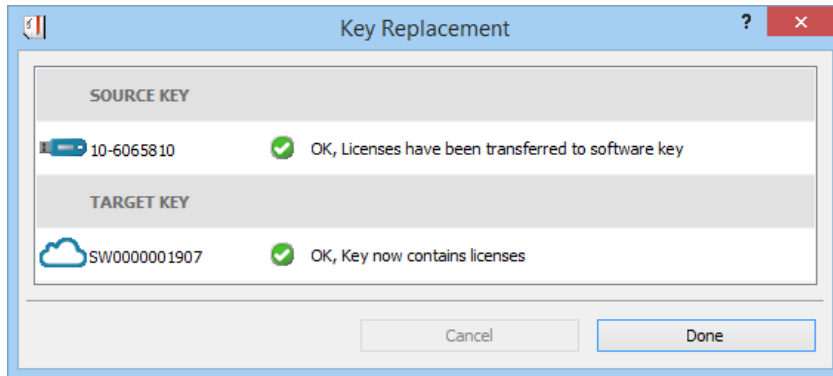 Key Replacement
?
×
SOURCE KEY
10-6065810 OK, Licenses have been transferred to software key
TARGET KEY
SW0000001907 OK, Key now contains licenses
Cancel Done